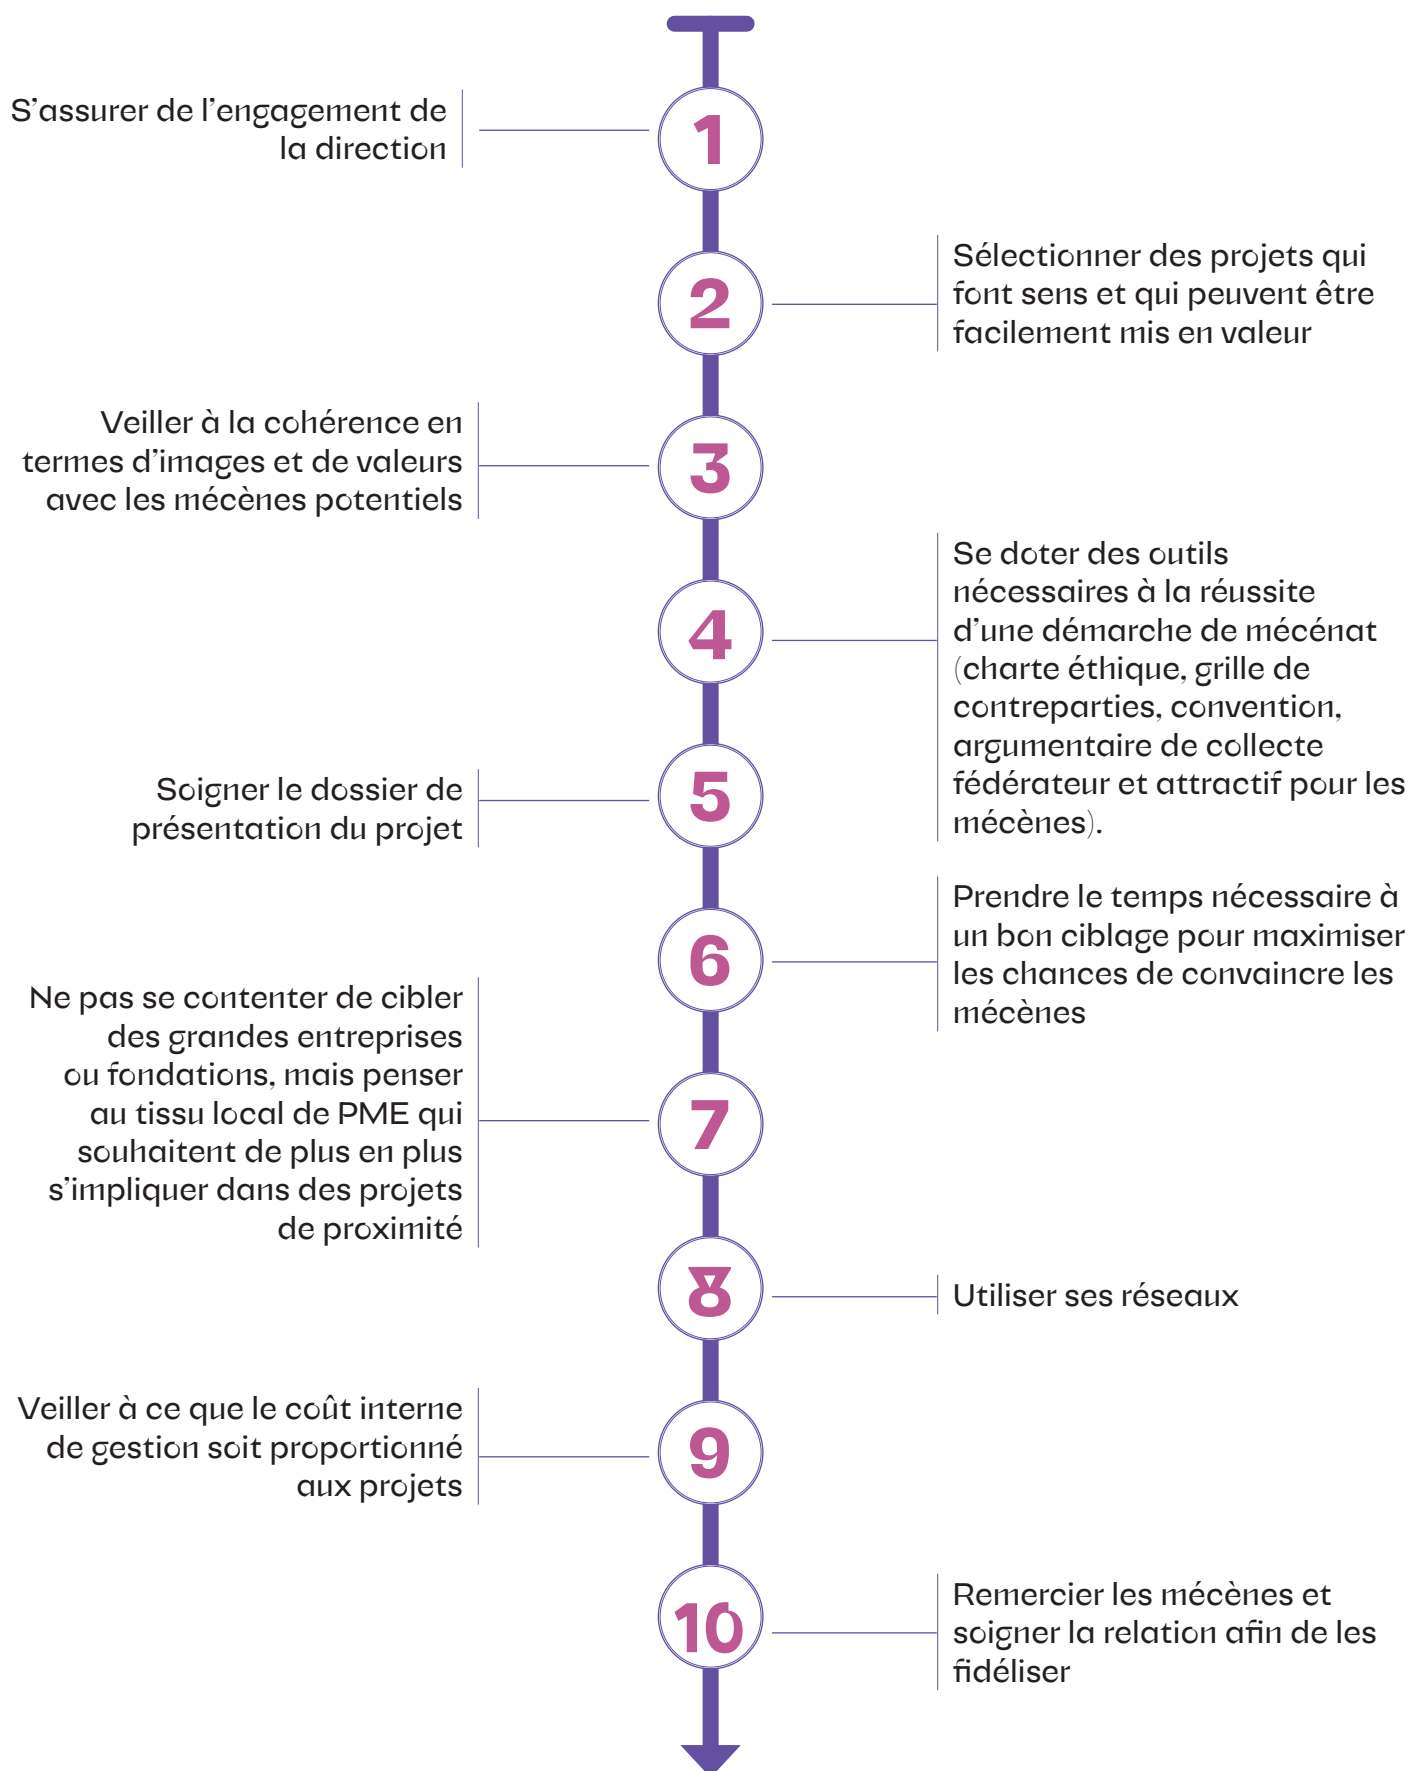 1
S’assurer de l’engagement de
la direction
2
Sélectionner des projets qui
font sens et qui peuvent être
facilement mis en valeur
3
Veiller à la cohérence en
termes d’images et de valeurs
avec les mécènes potentiels
4
Se doter des outils
nécessaires à la réussite
d’une démarche de mécénat
(charte éthique, grille de
contreparties, convention,
argumentaire de collecte
fédérateur et attractif pour les
mécènes).
5
Soigner le dossier de
présentation du projet
6
Prendre le temps nécessaire à
un bon ciblage pour maximiser
les chances de convaincre les
mécènes
7
Ne pas se contenter de cibler
des grandes entreprises
ou fondations, mais penser
au tissu local de PME qui
souhaitent de plus en plus
s’impliquer dans des projets
de proximité
8
Utiliser ses réseaux
9
Veiller à ce que le coût interne
de gestion soit proportionné
aux projets
10
Remercier les mécènes et
soigner la relation afin de les
fidéliser